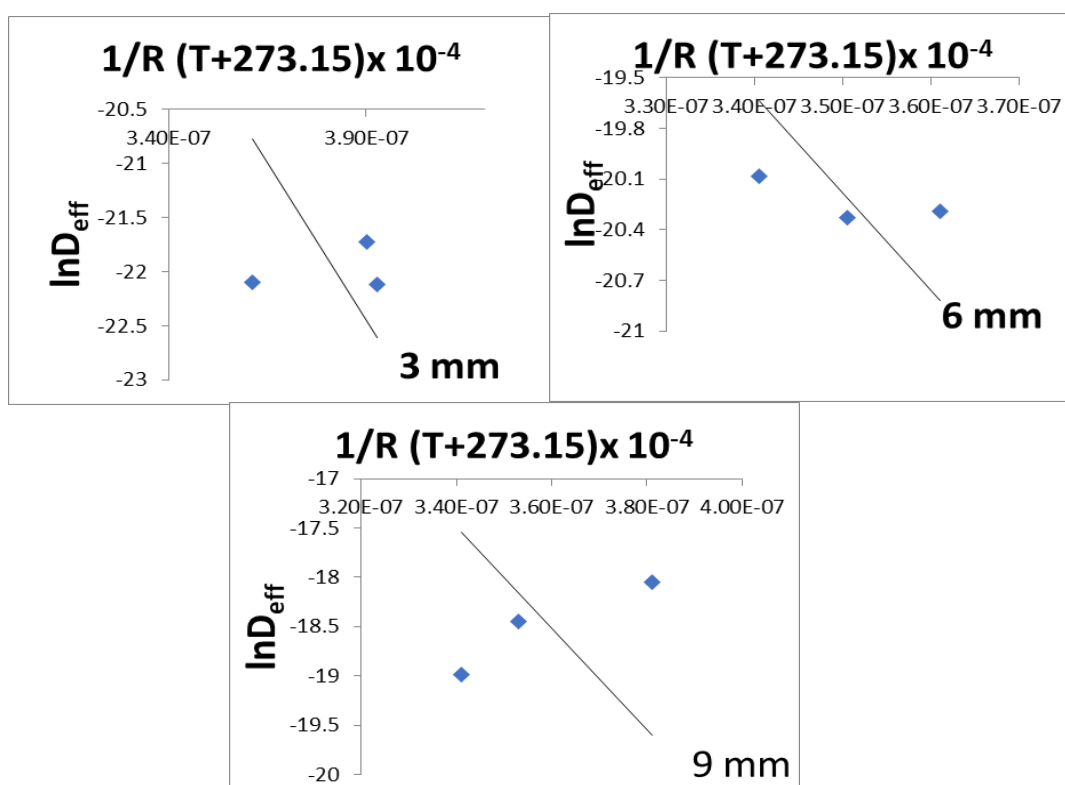 1/R (T+273.15)x 10-4
-20.5
3.40E-07 3.90E-07
-21
-21.5
-22
-22.5
-23
lnDeff
3 mm
1/R (T+273.15)x 10-4
-19.5
3.30E-07 3.40E-07 3.50E-07 3.60E-07 3.70E-07
-19.8
-20.1
-20.4
-20.7
-21
lnDeff
6 mm
1/R (T+273.15)x 10-4
-17
3.20E-07 3.40E-07 3.60E-07 3.80E-07 4.00E-07
-17.5
-18
-18.5
-19
-19.5
-20
lnDeff
9 mm